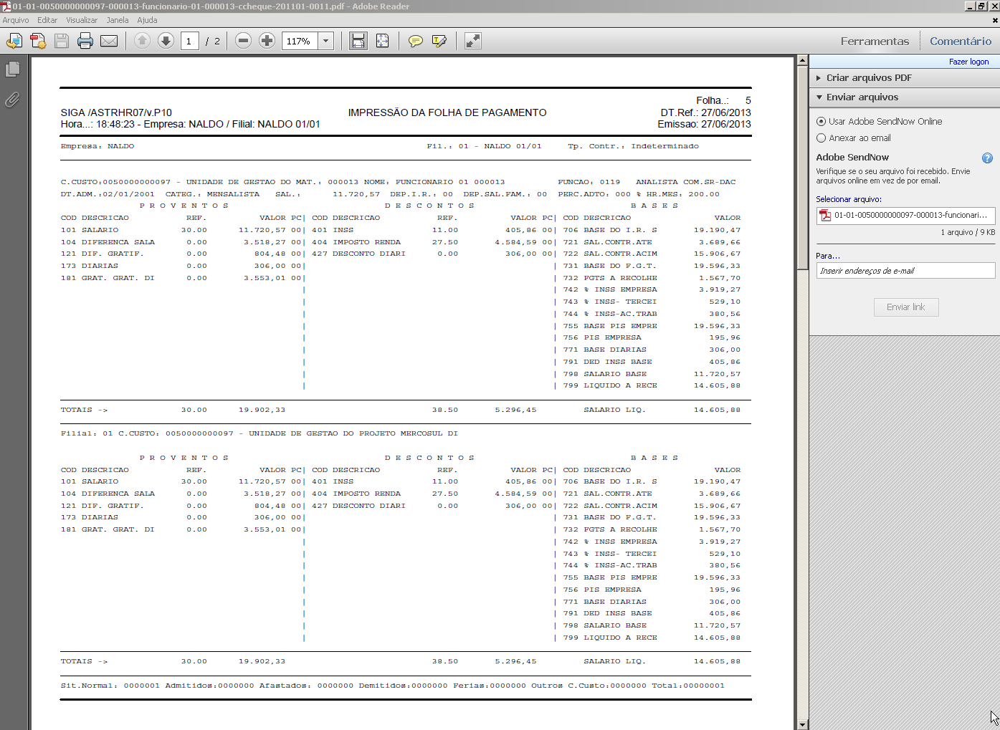 01-01-0050000000097-000013-funcionario-01-000013-ccheque-201101-0011.pdf - Adobe Reader
Arquivo Editar Visualizar Janela Ajuda
1 / 2 117% Ferramentas Comentário
Fazer logon
Criar arquivos PDF
Enviar arquivos
Usar Adobe SendNow Online
Anexar ao email
Adobe SendNow
Verifique se o seu arquivo foi recebido. Envie
arquivos online em vez de por email.
Selecionar arquivo:
01-01-0050000000097-000013-funcionari...
1 arquivo / 9 KB
Para...
Inserir endereços de e-mail
Enviar link
Folha..: 5
SIGA /ASTRHR07/v.P10 IMPRESSÃO DA FOLHA DE PAGAMENTO DT.Ref.: 27/06/2013
Hora...: 18:48:23 - Empresa: NALDO / Filial: NALDO 01/01 Emissao: 27/06/2013
Empresa: NALDO Fil.: 01 - NALDO 01/01 Tp. Contr.: Indeterminado
C.CUSTO:0050000000097 - UNIDADE DE GESTAO DO MAT.: 000013 NOME: FUNCIONARIO 01 000013 FUNCAO: 0119 ANALISTA COM.SR-DAC
DT.ADM.:02/01/2001 CATEG.: MENSALISTA SAL.: 11.720,57 DEP.I.R.: 00 DEP.SAL.FAM.: 00 PERC.ADTO: 000 % HR.MES: 200.00
P R O V E N T O S D E S C O N T O S B A S E S
COD DESCRICAO REF. VALOR PC| COD DESCRICAO REF. VALOR PC| COD DESCRICAO VALOR
101 SALARIO 30.00 11.720,57 00| 401 INSS 11.00 405,86 00| 706 BASE DO I.R. S 19.190,47
104 DIFERENCA SALA 0.00 3.518,27 00| 404 IMPOSTO RENDA 27.50 4.584,59 00| 721 SAL.CONTR.ATE 3.689,66
121 DIF. GRATIF. 0.00 804,48 00| 427 DESCONTO DIARI 0.00 306,00 00| 722 SAL.CONTR.ACIM 15.906,67
173 DIARIAS 0.00 306,00 00| | 731 BASE DO F.G.T. 19.596,33
181 GRAT. GRAT. DI 0.00 3.553,01 00| | 732 FGTS A RECOLHE 1.567,70
| | 742 % INSS EMPRESA 3.919,27
| | 743 % INSS- TERCEI 529,10
| | 744 % INSS-AC.TRAB 380,56
| | 755 BASE PIS EMPRE 19.596,33
| | 756 PIS EMPRESA 195,96
| | 771 BASE DIARIAS 306,00
| | 791 DED INSS BASE 405,86
| | 798 SALARIO BASE 11.720,57
| | 799 LIQUIDO A RECE 14.605,88
TOTAIS -> 30.00 19.902,33 38.50 5.296,45 SALARIO LIQ. 14.605,88
Filial: 01 C.CUSTO: 0050000000097 - UNIDADE DE GESTAO DO PROJETO MERCOSUL DI
P R O V E N T O S D E S C O N T O S B A S E S
COD DESCRICAO REF. VALOR PC| COD DESCRICAO REF. VALOR PC| COD DESCRICAO VALOR
101 SALARIO 30.00 11.720,57 00| 401 INSS 11.00 405,86 00| 706 BASE DO I.R. S 19.190,47
104 DIFERENCA SALA 0.00 3.518,27 00| 404 IMPOSTO RENDA 27.50 4.584,59 00| 721 SAL.CONTR.ATE 3.689,66
121 DIF. GRATIF. 0.00 804,48 00| 427 DESCONTO DIARI 0.00 306,00 00| 722 SAL.CONTR.ACIM 15.906,67
173 DIARIAS 0.00 306,00 00| | 731 BASE DO F.G.T. 19.596,33
181 GRAT. GRAT. DI 0.00 3.553,01 00| | 732 FGTS A RECOLHE 1.567,70
| | 742 % INSS EMPRESA 3.919,27
| | 743 % INSS- TERCEI 529,10
| | 744 % INSS-AC.TRAB 380,56
| | 755 BASE PIS EMPRE 19.596,33
| | 756 PIS EMPRESA 195,96
| | 771 BASE DIARIAS 306,00
| | 791 DED INSS BASE 405,86
| | 798 SALARIO BASE 11.720,57
| | 799 LIQUIDO A RECE 14.605,88
TOTAIS -> 30.00 19.902,33 38.50 5.296,45 SALARIO LIQ. 14.605,88
Sit.Normal: 0000001 Admitidos:0000000 Afastados: 0000000 Demitidos:0000000 Ferias:0000000 Outros C.Custo:0000000 Total:00000001